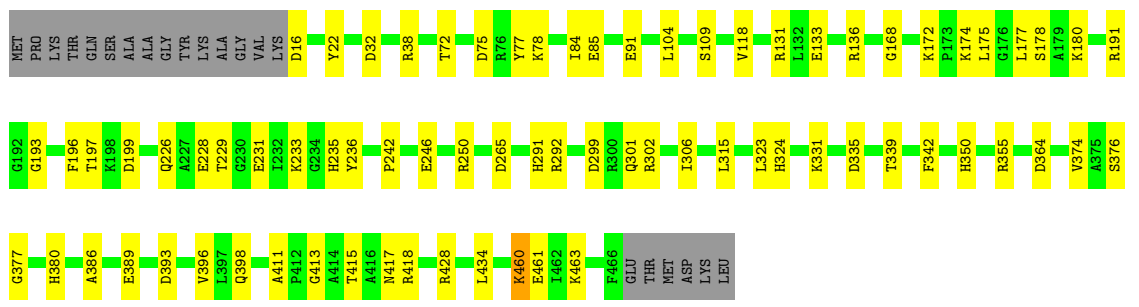 MET PRO LYS THR GLN SER ALA ALA GLY TYR LYS ALA GLY VAL LYS D16 Y22 D32 R38 T72 D75 R76 Y77 K78 I84 E85 E91 L104 S109 V118 R131 L132 E133 R136 G168 K172 P173 K174 L175 G176 L177 S178 A179 K180 R191
G192 G193 F196 T197 K198 D199 Q226 A227 E228 T229 G230 E231 I232 K233 G234 H235 Y236 P242 E246 R250 D265 H291 R292 D299 R300 Q301 R302 I306 L315 L323 H324 K331 D335 T339 F342 H350 R355 D364 V374 A375 S376
G377 H380 A386 E389 D393 V396 L397 Q398 A411 P412 G413 A414 T415 A416 N417 R418 R428 L434 K460 E461 I462 K463 F466 GLU THR MET ASP LYS LEU